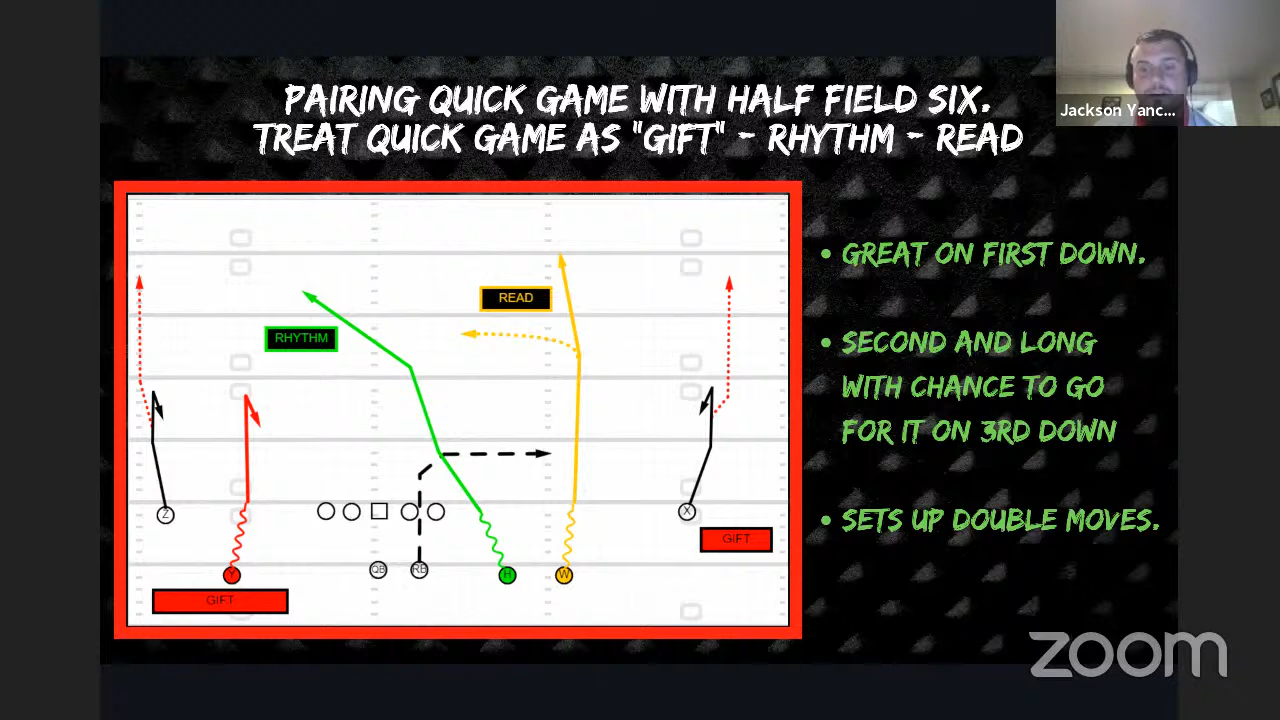 PAIRING QUICK GAME WITH HALF FIELD SIX.
TREAT QUICK GAME AS "GIFT" - RHYTHM - READ
Jackson Yanc...
• GREAT ON FIRST DOWN.
• SECOND AND LONG
WITH CHANCE TO GO
FOR IT ON 3RD DOWN
• SETS UP DOUBLE MOVES.
READ
RHYTHM
Z
X
GIFT
QB
RB
Y
H
W
GIFT
zoom